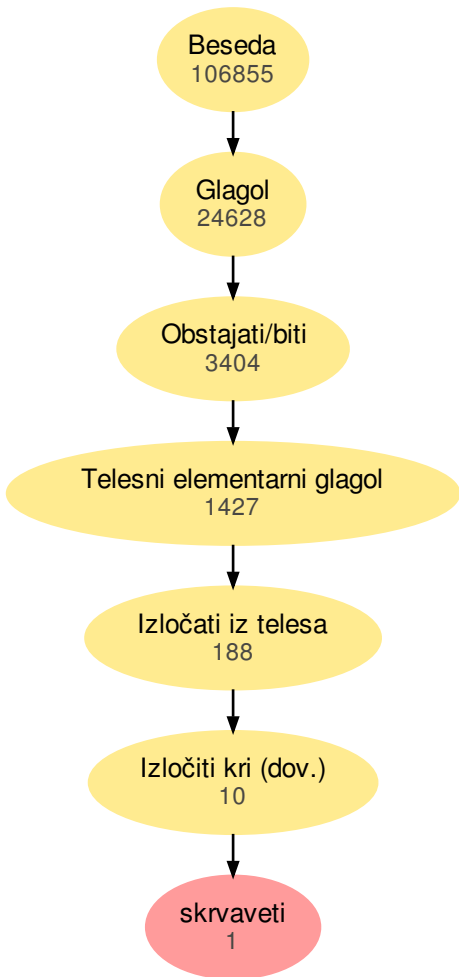 Beseda
106855
Glagol
24628
Obstajati/biti
3404
Telesni elementarni glagol
1427
Izločati iz telesa
188
Izločiti kri (dov.)
10
skrvaveti
1